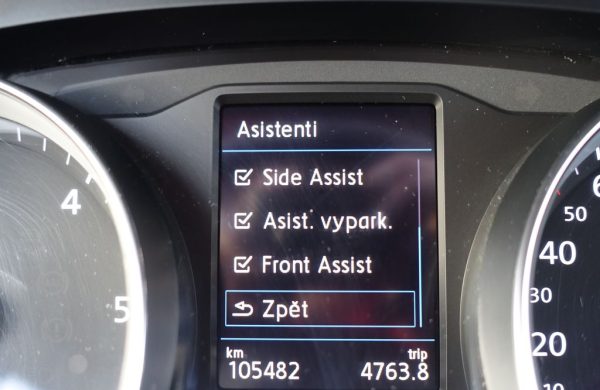 Asistenti
Side Assist
Asist. vypark.
Front Assist
Zpět
km trip
105482 4763.8
4
5
50
40
30
20